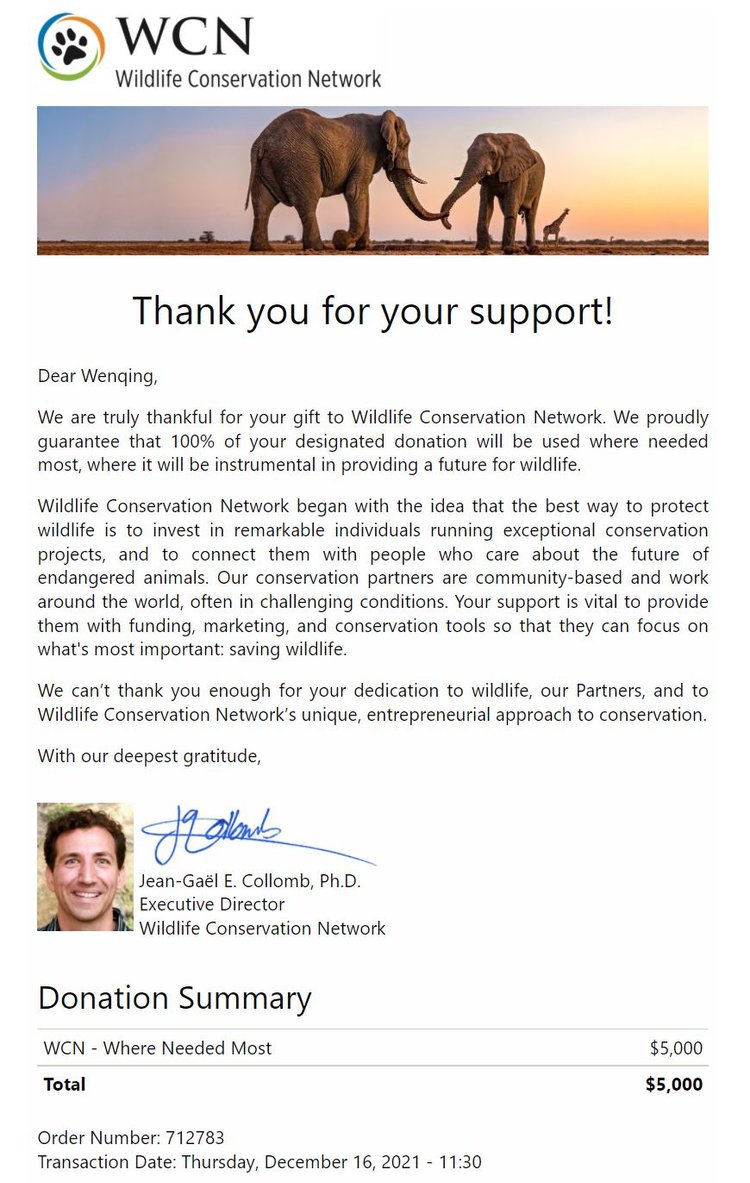 WCN
Wildlife Conservation Network
Thank you for your support!
Dear Wenqing,
We are truly thankful for your gift to Wildlife Conservation Network. We proudly
guarantee that 100% of your designated donation will be used where needed
most, where it will be instrumental in providing a future for wildlife.
Wildlife Conservation Network began with the idea that the best way to protect
wildlife is to invest in remarkable individuals running exceptional conservation
projects, and to connect them with people who care about the future of
endangered animals. Our conservation partners are community-based and work
around the world, often in challenging conditions. Your support is vital to provide
them with funding, marketing, and conservation tools so that they can focus on
what's most important: saving wildlife.
We can’t thank you enough for your dedication to wildlife, our Partners, and to
Wildlife Conservation Network’s unique, entrepreneurial approach to conservation.
With our deepest gratitude,
JG Collomb
Jean-Gaël E. Collomb, Ph.D.
Executive Director
Wildlife Conservation Network
Donation Summary
WCN - Where Needed Most $5,000
Total $5,000
Order Number: 712783
Transaction Date: Thursday, December 16, 2021 - 11:30